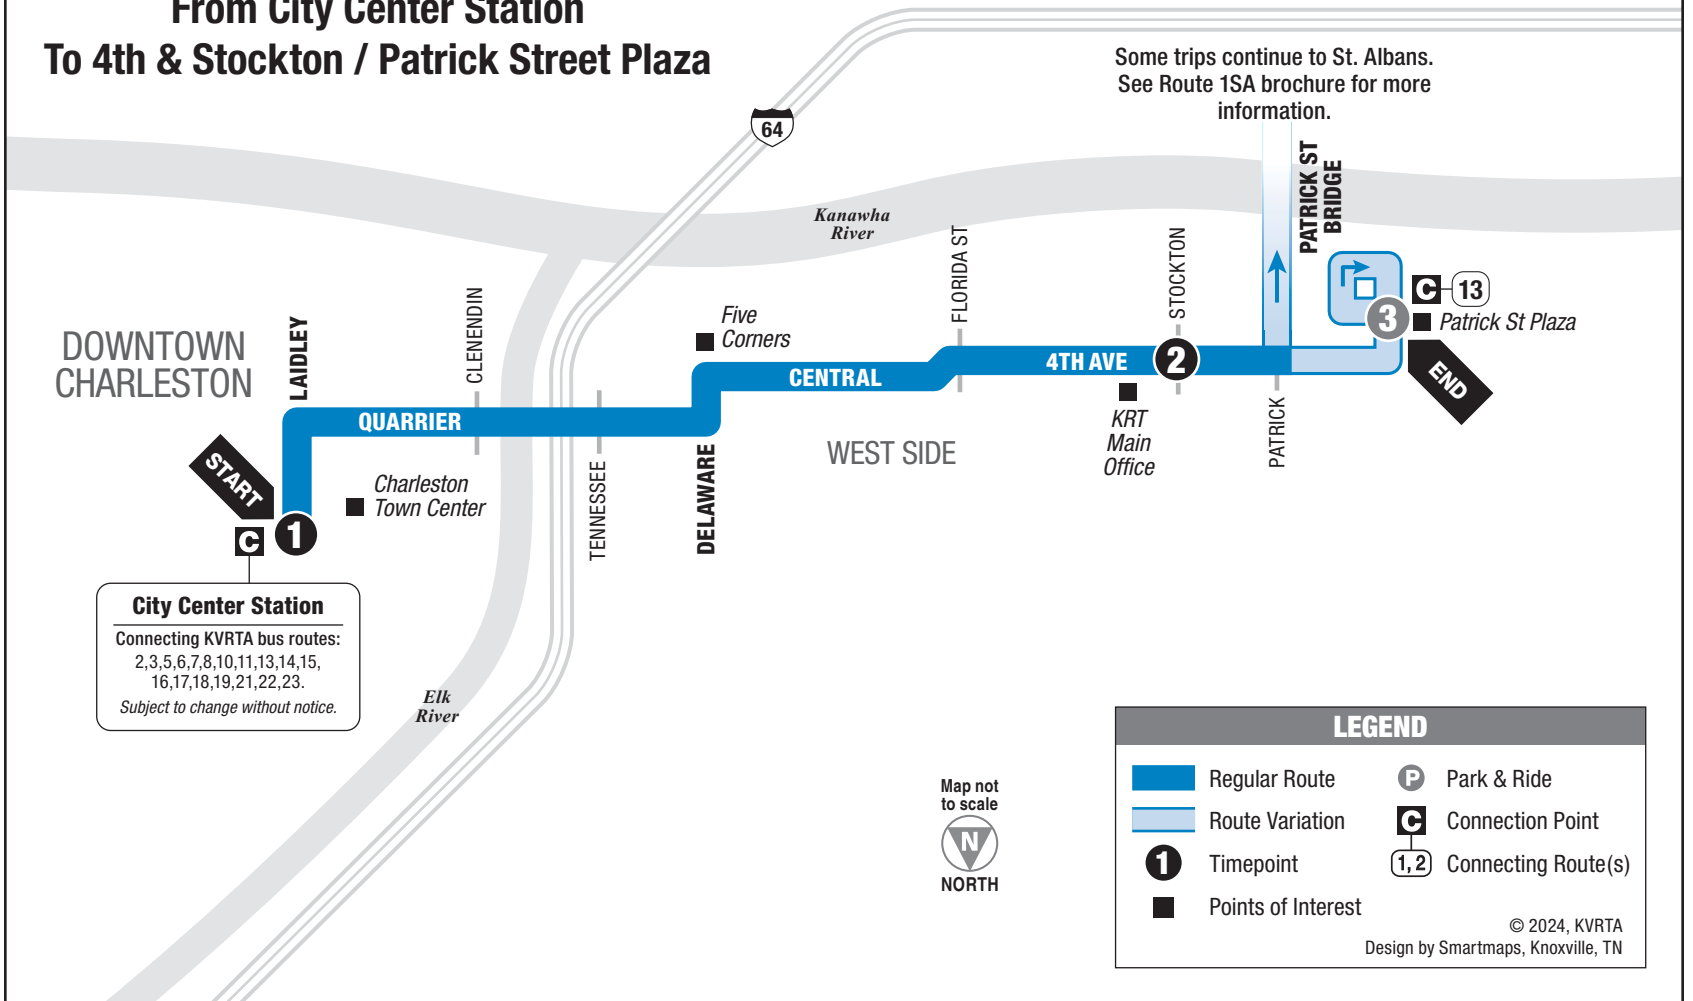 From City Center Station
To 4th & Stockton / Patrick Street Plaza
Some trips continue to St. Albans.
See Route 1SA brochure for more
information.
64
PATRICK ST
BRIDGE
Kanawha
River
FLORIDA ST
STOCKTON
C
13
3
Patrick St Plaza
END
DOWNTOWN
CHARLESTON
LAIDLEY
CLENENDIN
Five
Corners
CENTRAL
4TH AVE
2
QUARRIER
KRT
Main
Office
PATRICK
WEST SIDE
START
Charleston
Town Center
TENNESSEE
DELAWARE
C
1
City Center Station
Connecting KVRTA bus routes:
2,3,5,6,7,8,10,11,13,14,15,
16,17,18,19,21,22,23.
Subject to change without notice.
Elk
River
Map not
to scale
N
NORTH
LEGEND
Regular Route
P
Park & Ride
Route Variation
C
Connection Point
1
Timepoint
1, 2
Connecting Route(s)
Points of Interest
© 2024, KVRTA
Design by Smartmaps, Knoxville, TN